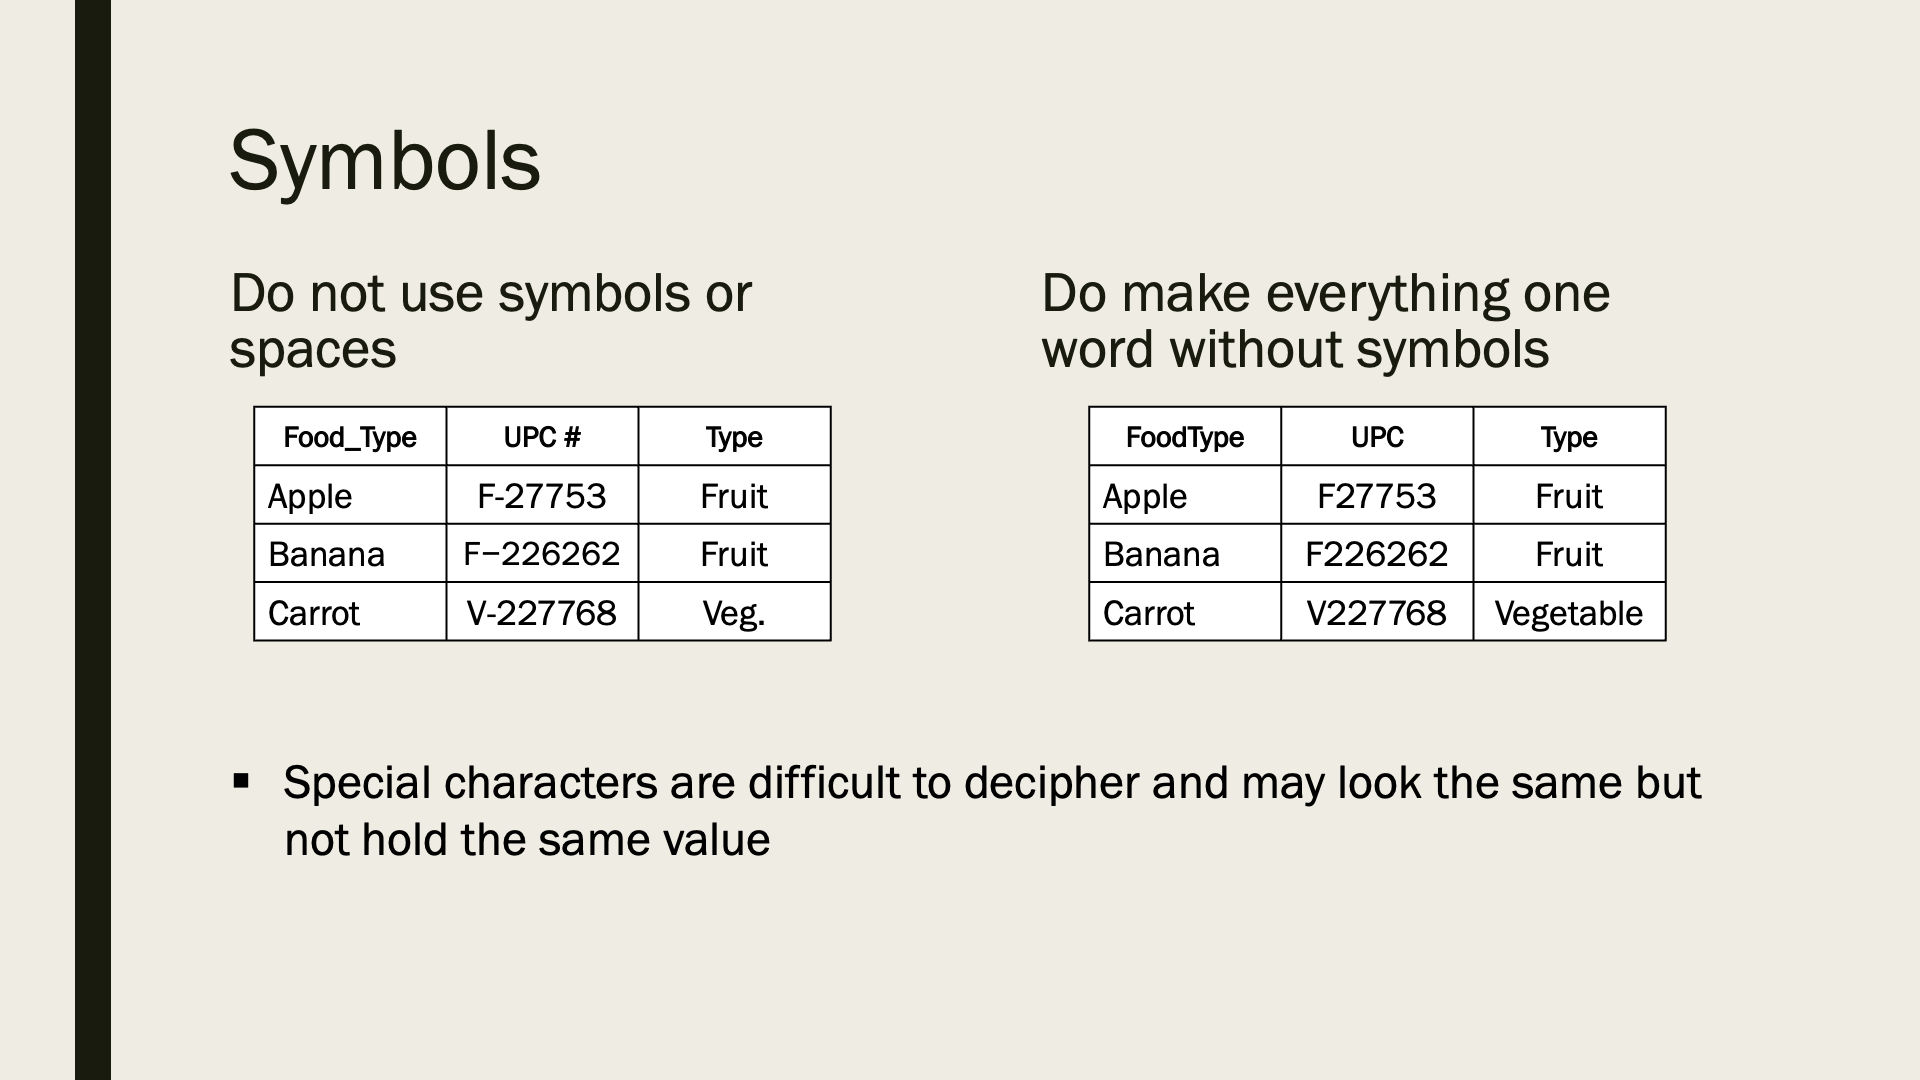 Symbols
Do not use symbols or
spaces
Food_Type UPC # Type
Apple F-27753 Fruit
Banana F−226262 Fruit
Carrot V-227768 Veg.
Do make everything one
word without symbols
FoodType UPC Type
Apple F27753 Fruit
Banana F226262 Fruit
Carrot V227768 Vegetable
▪ Special characters are difficult to decipher and may look the same but
not hold the same value